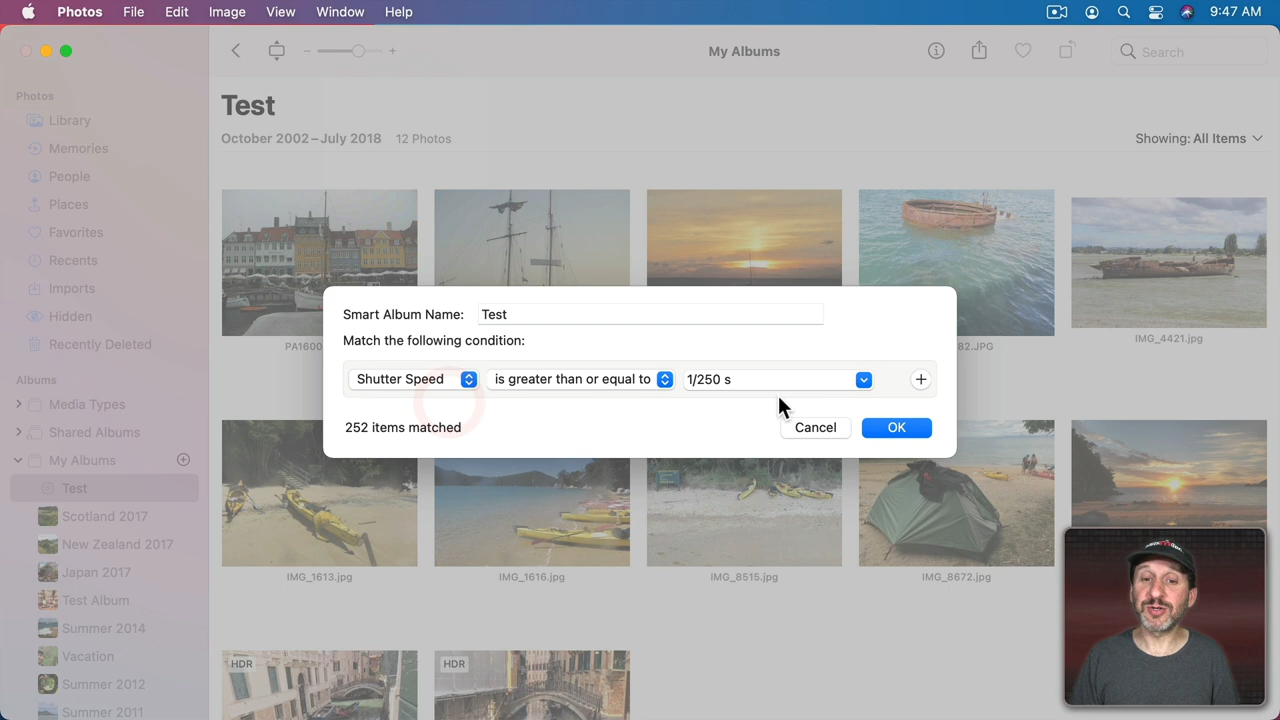 Photos File Edit Image View Window Help 9:47 AM
My Albums
Search
Photos
Library
Memories
People
Places
Favorites
Recents
Imports
Hidden
Recently Deleted
Albums
Media Types
Shared Albums
My Albums
Test
Scotland 2017
New Zealand 2017
Japan 2017
Test Album
Summer 2014
Vacation
Summer 2012
Summer 2011
Test
October 2002–July 2018 12 Photos
Showing: All Items
PA1600
82.JPG
IMG_4421.jpg
Smart Album Name: Test
Match the following condition:
Shutter Speed is greater than or equal to 1/250 s
252 items matched
Cancel OK
IMG_1613.jpg
IMG_1616.jpg
IMG_8515.jpg
IMG_8672.jpg
HDR
HDR